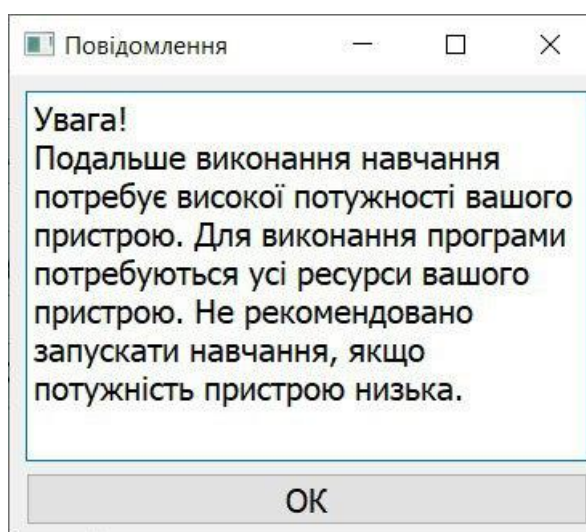 Повідомлення
Увага!
Подальше виконання навчання
потребує високої потужності вашого
пристрою. Для виконання програми
потребуються усі ресурси вашого
пристрою. Не рекомендовано
запускати навчання, якщо
потужність пристрою низька.
ОК